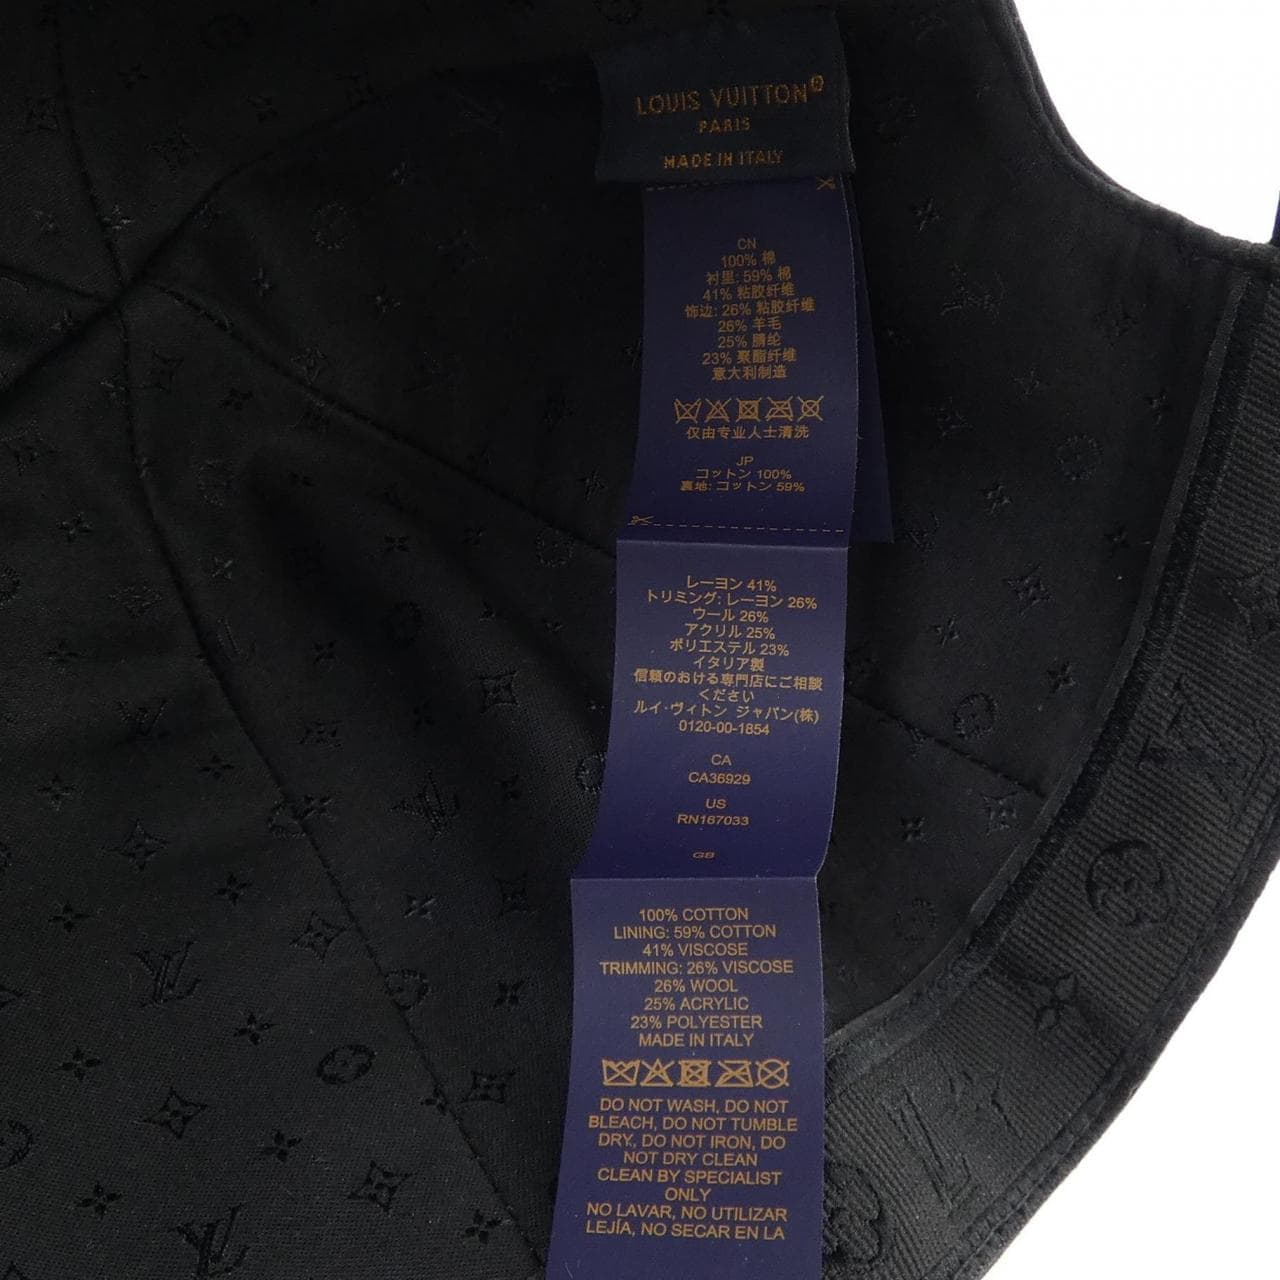 LOUIS VUITTON®
PARIS
MADE IN ITALY
CN
100% 棉
衬里: 59% 棉
41% 粘胶纤维
饰边: 26% 粘胶纤维
26% 羊毛
25% 腈纶
23% 聚酯纤维
意大利制造
仅由专业人士清洗
JP
コットン 100%
裏地: コットン 59%
レーヨン 41%
トリミング: レーヨン 26%
ウール 26%
アクリル 25%
ポリエステル 23%
イタリア製
信頼のおける専門店にご相談
ください
ルイ·ヴィトン ジャパン(株)
0120-00-1854
CA
CA36929
US
RN167033
GB
100% COTTON
LINING: 59% COTTON
41% VISCOSE
TRIMMING: 26% VISCOSE
26% WOOL
25% ACRYLIC
23% POLYESTER
MADE IN ITALY
DO NOT WASH, DO NOT
BLEACH, DO NOT TUMBLE
DRY, DO NOT IRON, DO
NOT DRY CLEAN
CLEAN BY SPECIALIST
ONLY
NO LAVAR, NO UTILIZAR
LEJÍA, NO SECAR EN LA